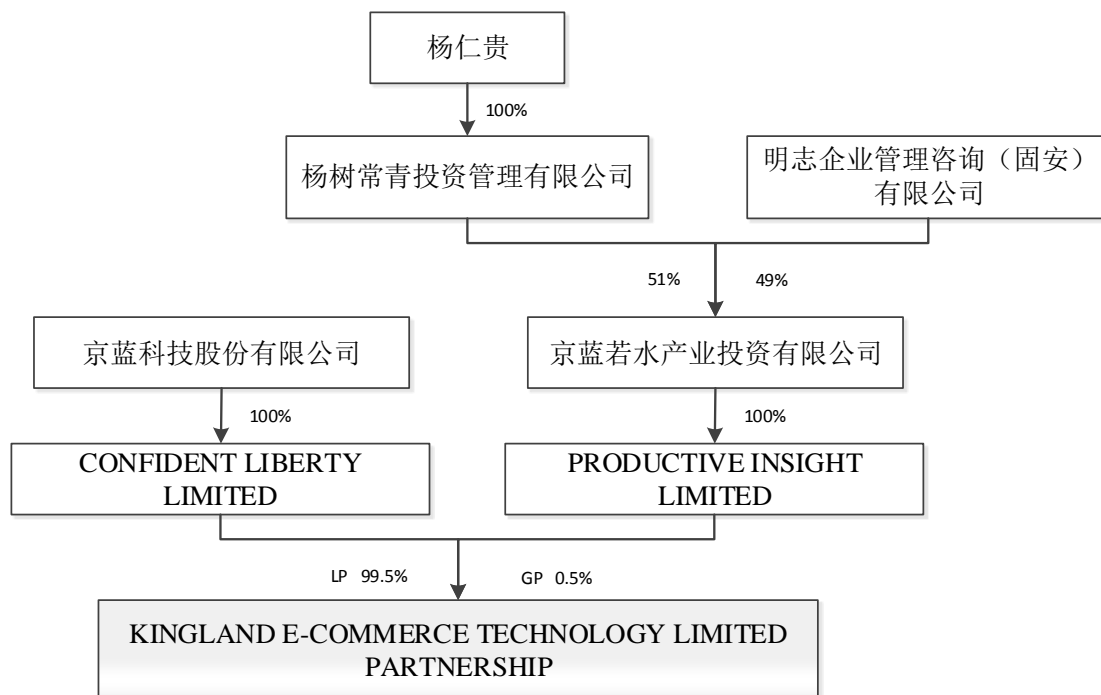 杨仁贵
100%
杨树常青投资管理有限公司
明志企业管理咨询（固安）
有限公司
51%
49%
京蓝科技股份有限公司
京蓝若水产业投资有限公司
100%
100%
CONFIDENT LIBERTY
LIMITED
PRODUCTIVE INSIGHT
LIMITED
LP 99.5%
GP 0.5%
KINGLAND E-COMMERCE TECHNOLOGY LIMITED
PARTNERSHIP